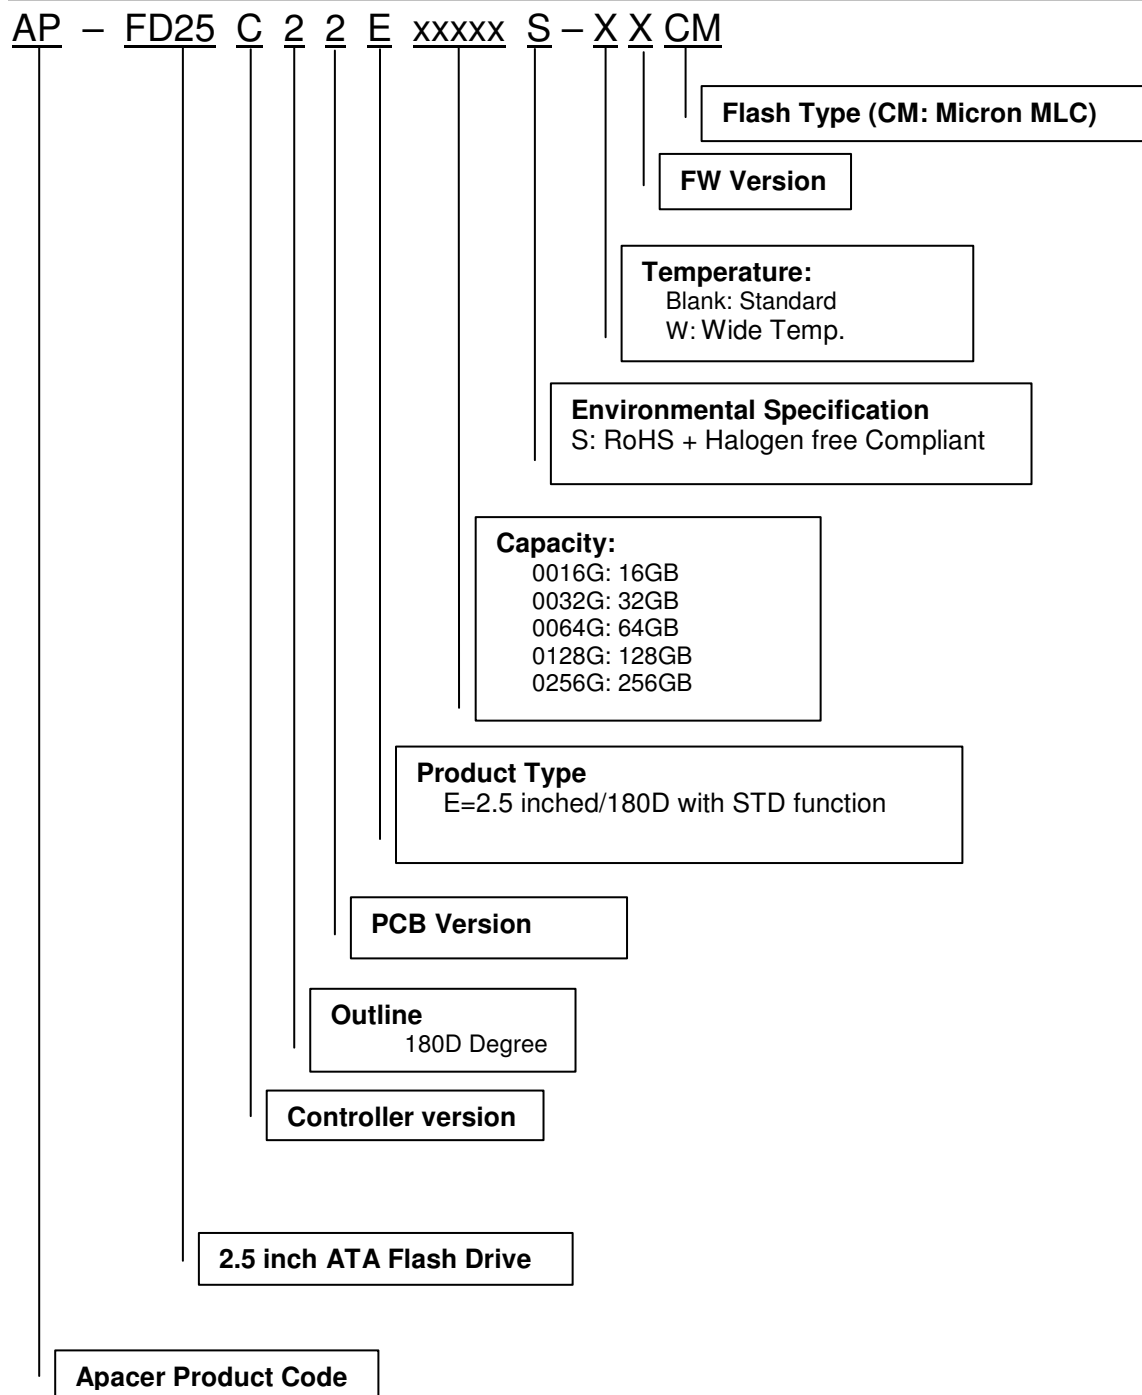 AP – FD25 C 2 2 E xxxxx S – X X CM
Flash Type (CM: Micron MLC)
FW Version
Temperature:
Blank: Standard
W: Wide Temp.
Environmental Specification
S: RoHS + Halogen free Compliant
Capacity:
0016G: 16GB
0032G: 32GB
0064G: 64GB
0128G: 128GB
0256G: 256GB
Product Type
E=2.5 inched/180D with STD function
PCB Version
Outline
180D Degree
Controller version
2.5 inch ATA Flash Drive
Apacer Product Code